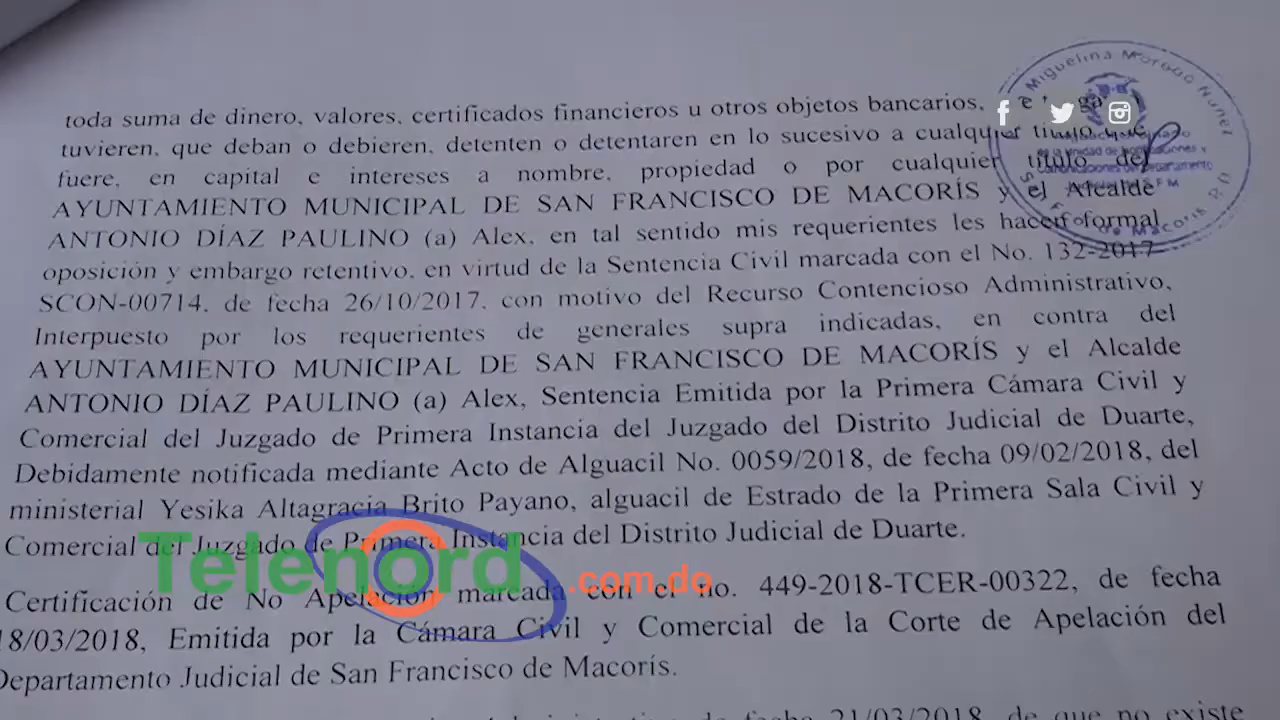 toda suma de dinero, valores, certificados financieros u otros objetos bancarios,
tuvieren, que deban o debieren, detenten o detentaren en lo sucesivo a cualquier título que
fuere, en capital e intereses a nombre, propiedad o por cualquier título del
AYUNTAMIENTO MUNICIPAL DE SAN FRANCISCO DE MACORÍS y el Alcalde
ANTONIO DÍAZ PAULINO (a) Alex, en tal sentido mis requerientes les hacen formal
oposición y embargo retentivo, en virtud de la Sentencia Civil marcada con el No. 132-2017-
SCON-00714, de fecha 26/10/2017, con motivo del Recurso Contencioso Administrativo,
Interpuesto por los requerientes de generales supra indicadas, en contra del
AYUNTAMIENTO MUNICIPAL DE SAN FRANCISCO DE MACORÍS y el Alcalde
ANTONIO DÍAZ PAULINO (a) Alex, Sentencia Emitida por la Primera Cámara Civil y
Comercial del Juzgado de Primera Instancia del Juzgado del Distrito Judicial de Duarte,
Debidamente notificada mediante Acto de Alguacil No. 0059/2018, de fecha 09/02/2018, del
ministerial Yesika Altagracia Brito Payano, alguacil de Estrado de la Primera Sala Civil y
Comercial del Juzgado de Primera Instancia del Distrito Judicial de Duarte.
Telenord.com.do
Certificación de No Apelación marcada con el no. 449-2018-TCER-00322, de fecha
18/03/2018, Emitida por la Cámara Civil y Comercial de la Corte de Apelación del
Departamento Judicial de San Francisco de Macorís.
de fecha 21/03/2018, de que no existe
Miguelina